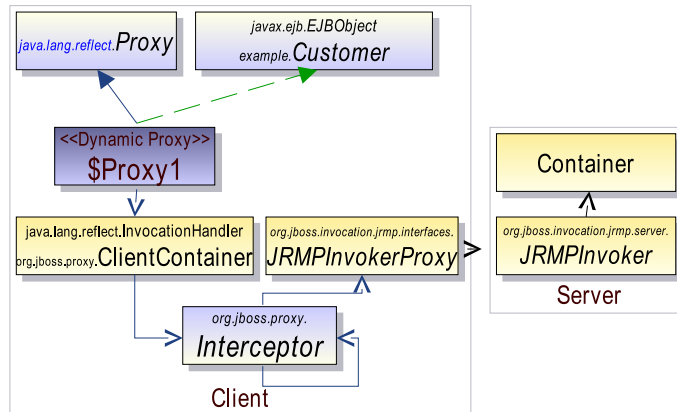 java.lang.reflect.Proxy
javax.ejb.EJBObject
example.Customer
<<Dynamic Proxy>>
$Proxy1
java.lang.reflect.InvocationHandler
org.jboss.proxy.ClientContainer
org.jboss.invocation.jrmp.interfaces.
JRMPInvokerProxy
org.jboss.proxy.
Interceptor
Client
Container
org.jboss.invocation.jrmp.server.
JRMPInvoker
Server